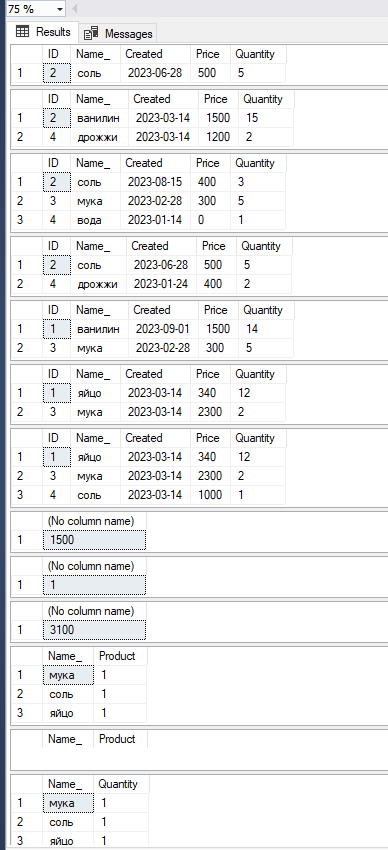 75 %
Results Messages
ID Name_ Created Price Quantity
1 2 соль 2023-06-28 500 5
ID Name_ Created Price Quantity
1 2 ванилин 2023-03-14 1500 15
2 4 дрожжи 2023-03-14 1200 2
ID Name_ Created Price Quantity
1 2 соль 2023-08-15 400 3
2 3 мука 2023-02-28 300 5
3 4 вода 2023-01-14 0 1
ID Name_ Created Price Quantity
1 2 соль 2023-06-28 500 5
2 4 дрожжи 2023-01-24 400 2
ID Name_ Created Price Quantity
1 1 ванилин 2023-09-01 1500 14
2 3 мука 2023-02-28 300 5
ID Name_ Created Price Quantity
1 1 яйцо 2023-03-14 340 12
2 3 мука 2023-03-14 2300 2
ID Name_ Created Price Quantity
1 1 яйцо 2023-03-14 340 12
2 3 мука 2023-03-14 2300 2
3 4 соль 2023-03-14 1000 1
(No column name)
1 1500
(No column name)
1 1
(No column name)
1 3100
Name_ Product
1 мука 1
2 соль 1
3 яйцо 1
Name_ Product
Name_ Quantity
1 мука 1
2 соль 1
3 яйцо 1